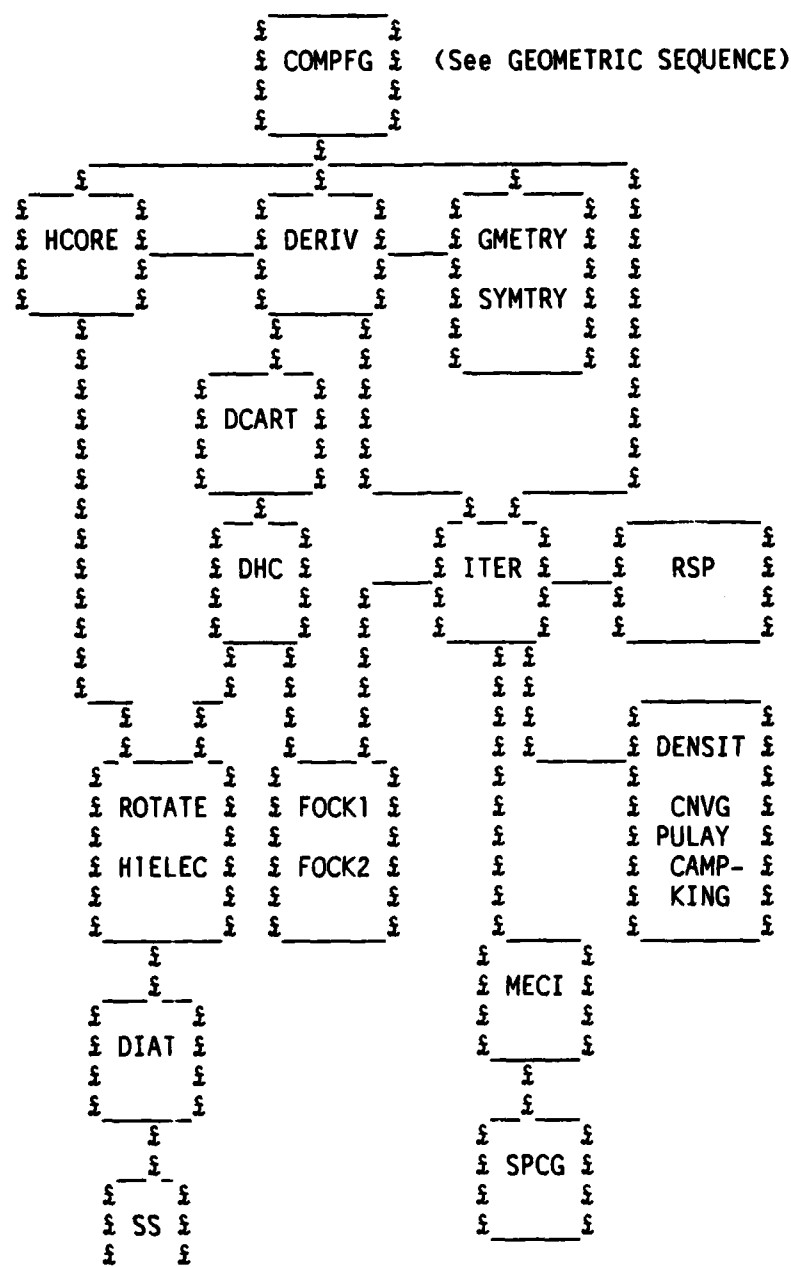 COMPFG (See GEOMETRIC SEQUENCE)
HCORE DERIV GMETRY
SYMTRY
DCART
DHC ITER RSP
DENSIT
ROTATE FOCK1 CNVG
PULAY
H1ELEC FOCK2 CAMP-
KING
MECI
DIAT
SPCG
SS